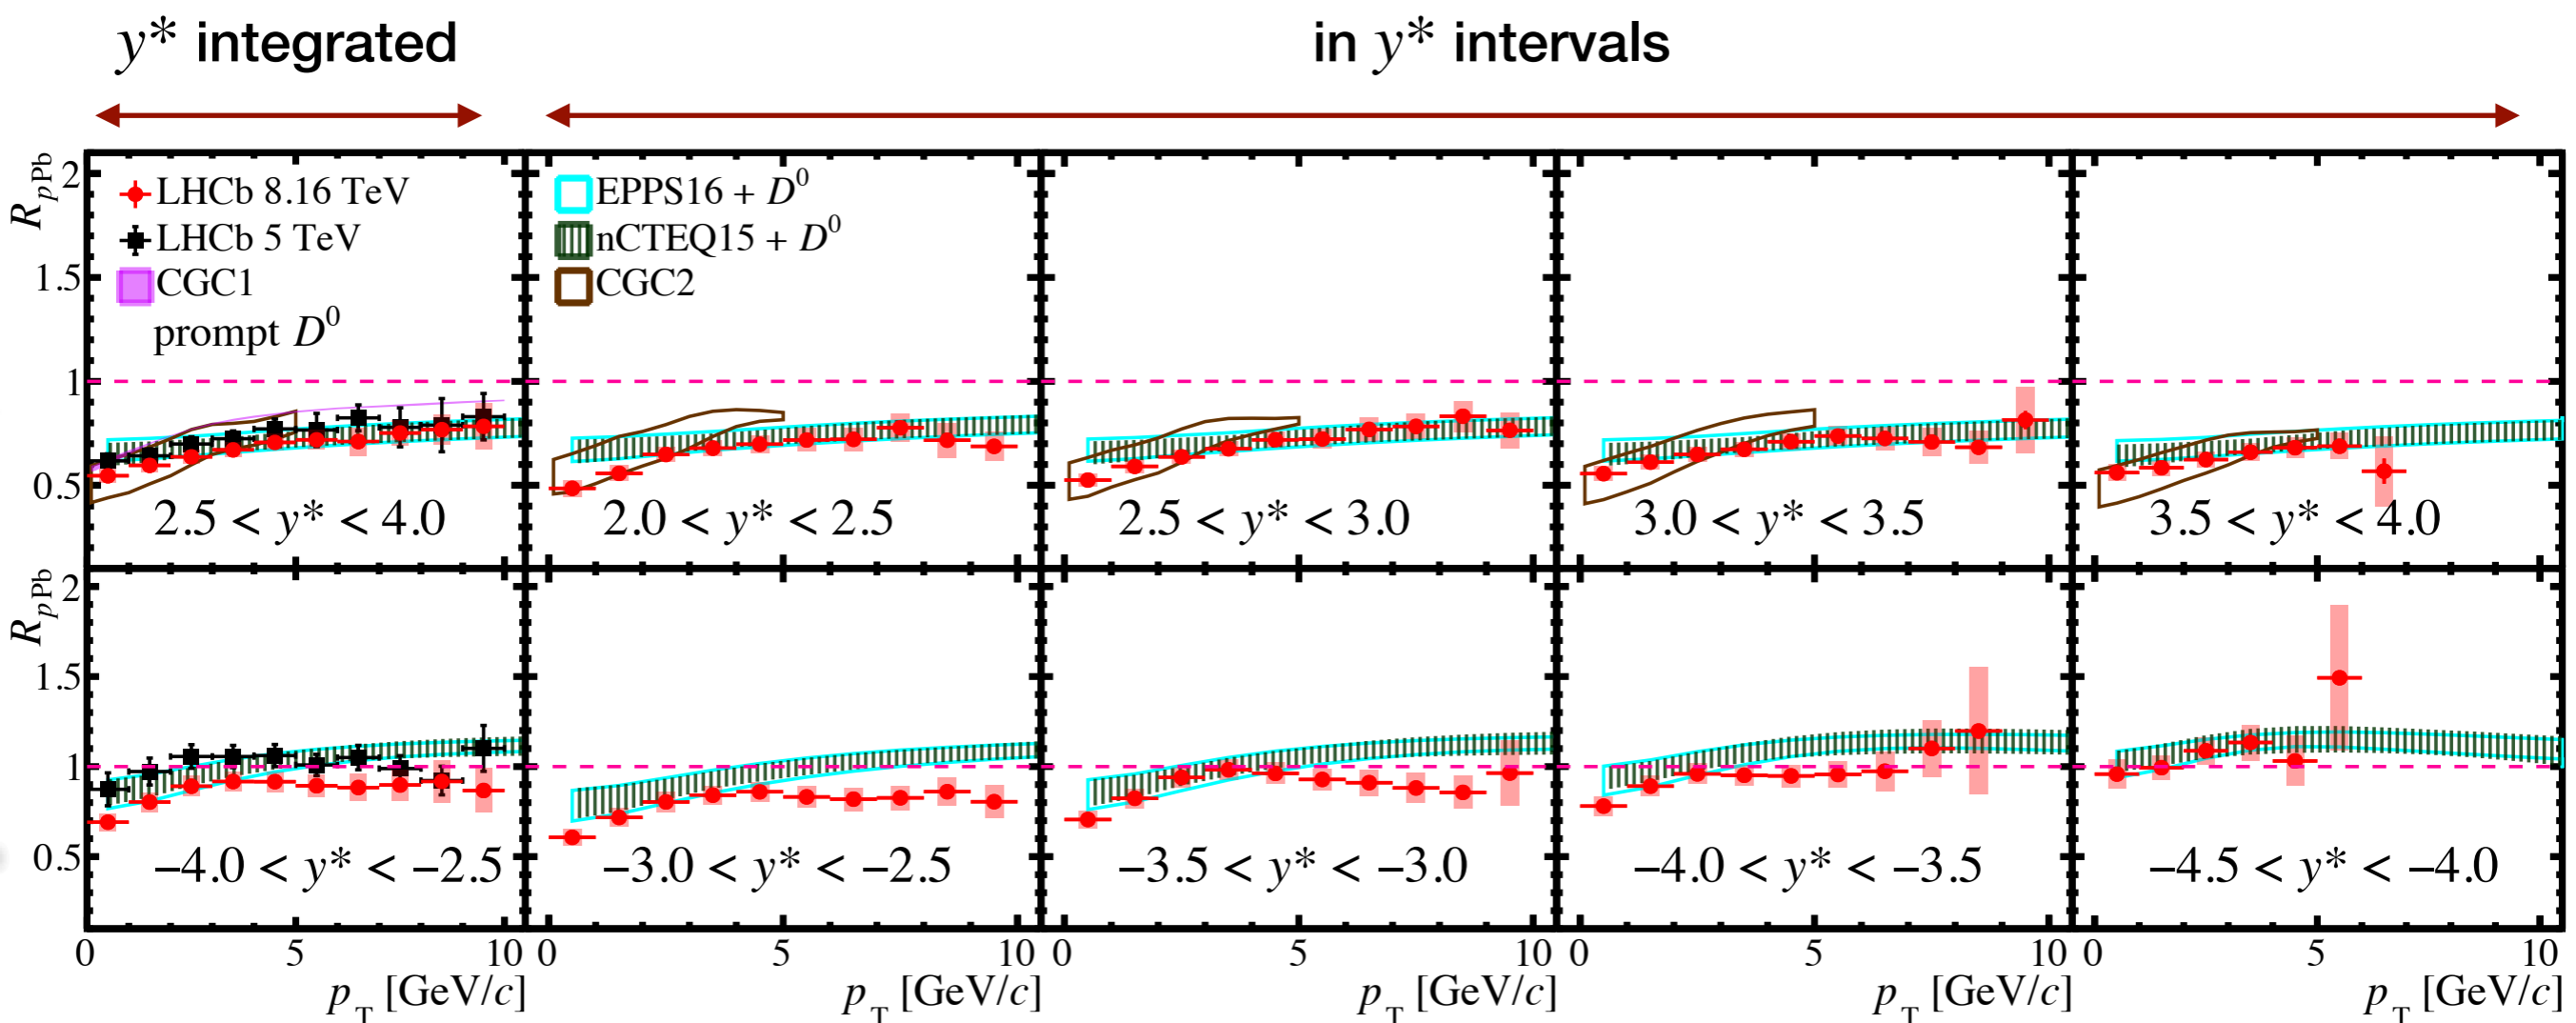 y* integrated
in y* intervals
R_pPb
2
1.5
1
0.5
LHCb 8.16 TeV
LHCb 5 TeV
CGC1
prompt D⁰
EPPS16 + D⁰
nCTEQ15 + D⁰
CGC2
2.5 < y* < 4.0
2.0 < y* < 2.5
2.5 < y* < 3.0
3.0 < y* < 3.5
3.5 < y* < 4.0
R_pPb
2
1.5
1
0.5
−4.0 < y* < −2.5
−3.0 < y* < −2.5
−3.5 < y* < −3.0
−4.0 < y* < −3.5
−4.5 < y* < −4.0
0 5 10 0 5 10 0 5 10 0 5 10 0 5 10
p_T [GeV/c] p_T [GeV/c] p_T [GeV/c] p_T [GeV/c] p_T [GeV/c]